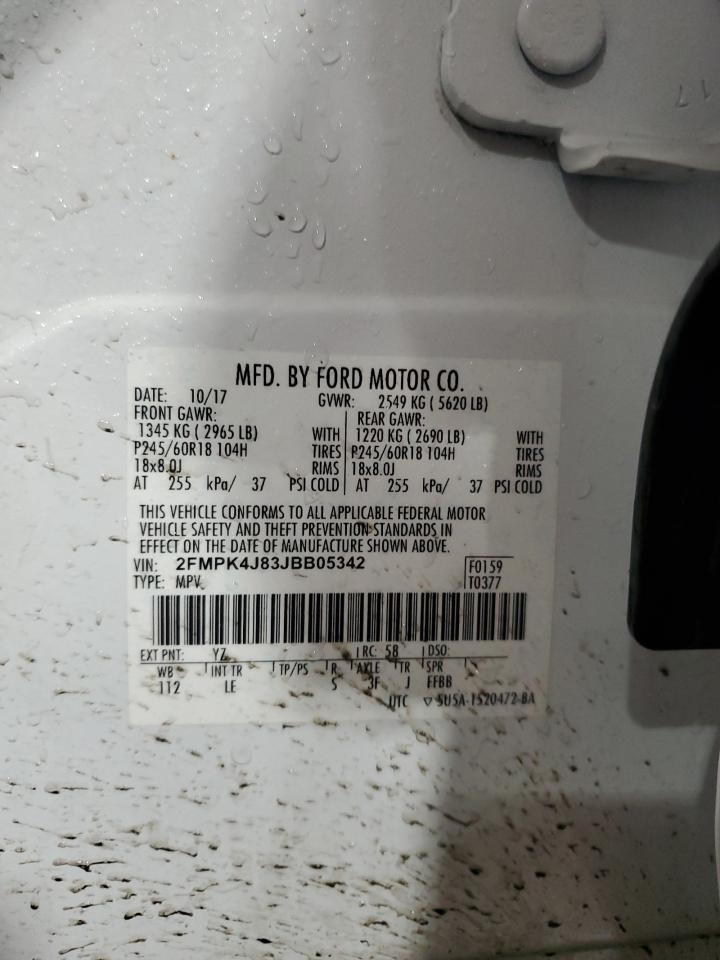 MFD. BY FORD MOTOR CO.
DATE: 10/17 GVWR: 2549 KG ( 5620 LB)
FRONT GAWR: REAR GAWR:
1345 KG ( 2965 LB) WITH 1220 KG ( 2690 LB) WITH
P245/60R18 104H TIRES P245/60R18 104H TIRES
18x8.0J RIMS 18x8.0J RIMS
AT 255 kPa/ 37 PSI COLD AT 255 kPa/ 37 PSI COLD
THIS VEHICLE CONFORMS TO ALL APPLICABLE FEDERAL MOTOR
VEHICLE SAFETY AND THEFT PREVENTION STANDARDS IN
EFFECT ON THE DATE OF MANUFACTURE SHOWN ABOVE.
VIN: 2FMPK4J83JBB05342 F0159
TYPE: MPV T0377
EXT PNT: YZ RC: 58 DSO:
WB INT TR TP/PS R AXLE TR SPR
112 LE S 3F J FFBB
UTC ▽ 5U5A-1520472-BA